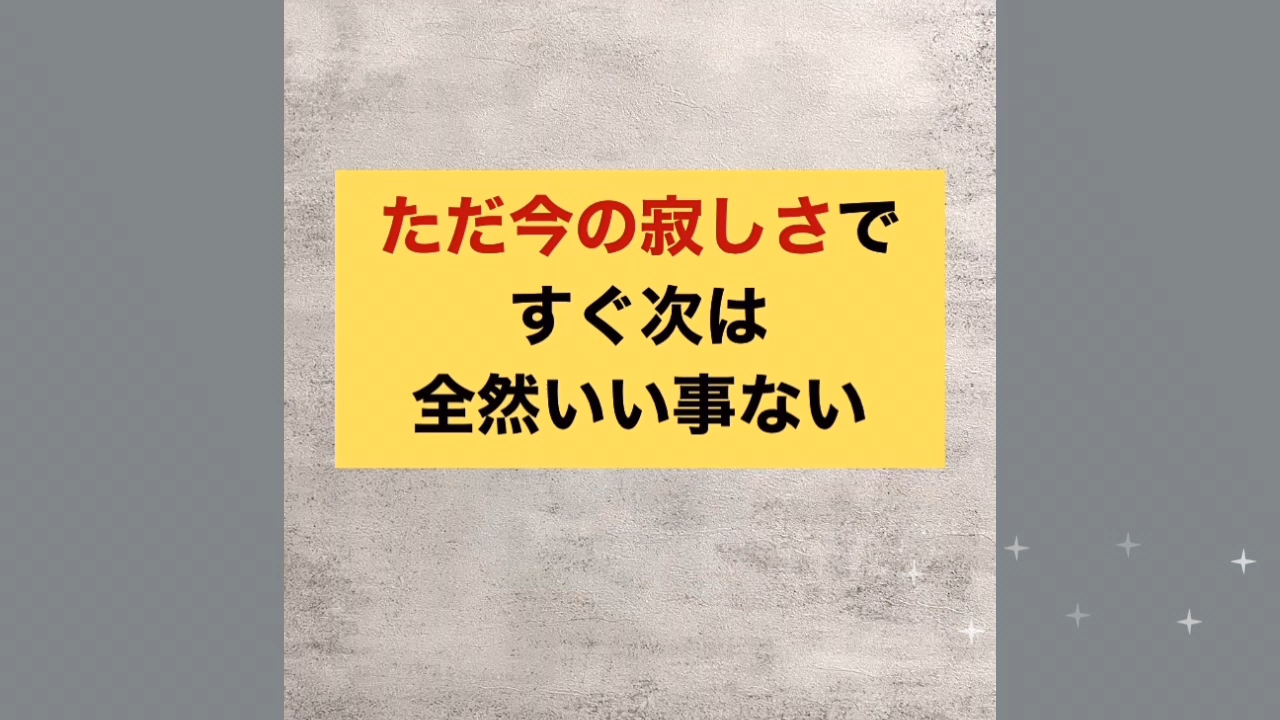 ただ今の寂しさで
すぐ次は
全然いい事ない